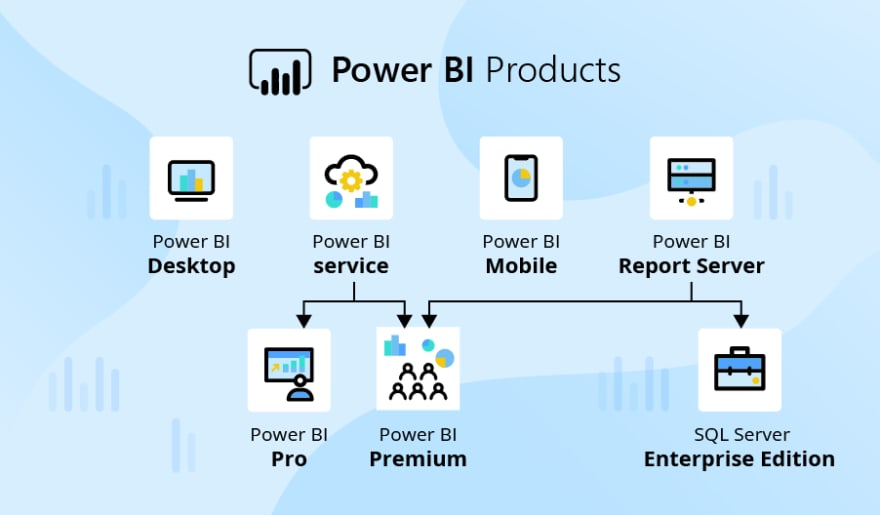 Power BI Products
Power BI
Desktop
Power BI
service
Power BI
Mobile
Power BI
Report Server
Power BI
Pro
Power BI
Premium
SQL Server
Enterprise Edition